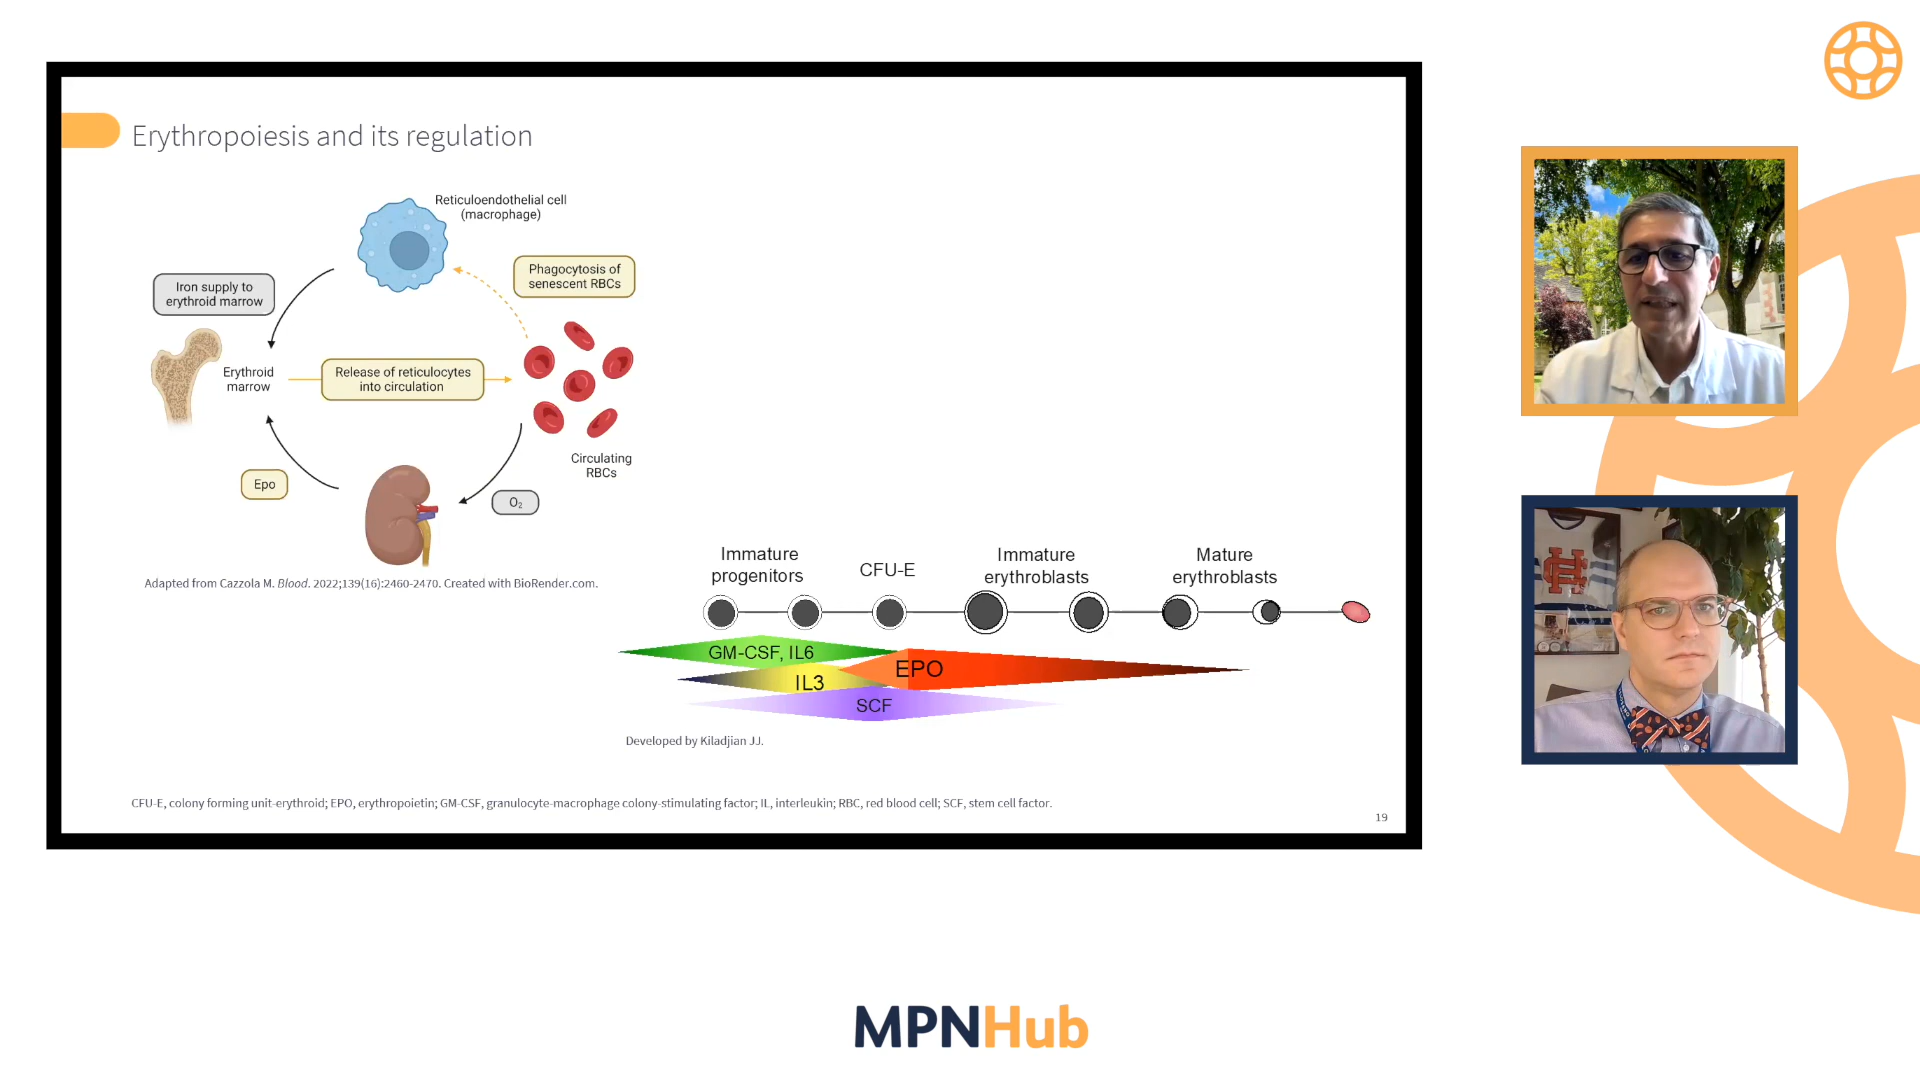 Erythropoiesis and its regulation
Reticuloendothelial cell
(macrophage)
Phagocytosis of
senescent RBCs
Iron supply to
erythroid marrow
Erythroid
marrow
Release of reticulocytes
into circulation
Circulating
RBCs
Epo
O₂
Adapted from Cazzola M. Blood. 2022;139(16):2460-2470. Created with BioRender.com.
Immature
progenitors
CFU-E
Immature
erythroblasts
Mature
erythroblasts
GM-CSF, IL6
IL3
EPO
SCF
Developed by Kiladjian JJ.
CFU-E, colony forming unit-erythroid; EPO, erythropoietin; GM-CSF, granulocyte-macrophage colony-stimulating factor; IL, interleukin; RBC, red blood cell; SCF, stem cell factor.
19
MPNHub